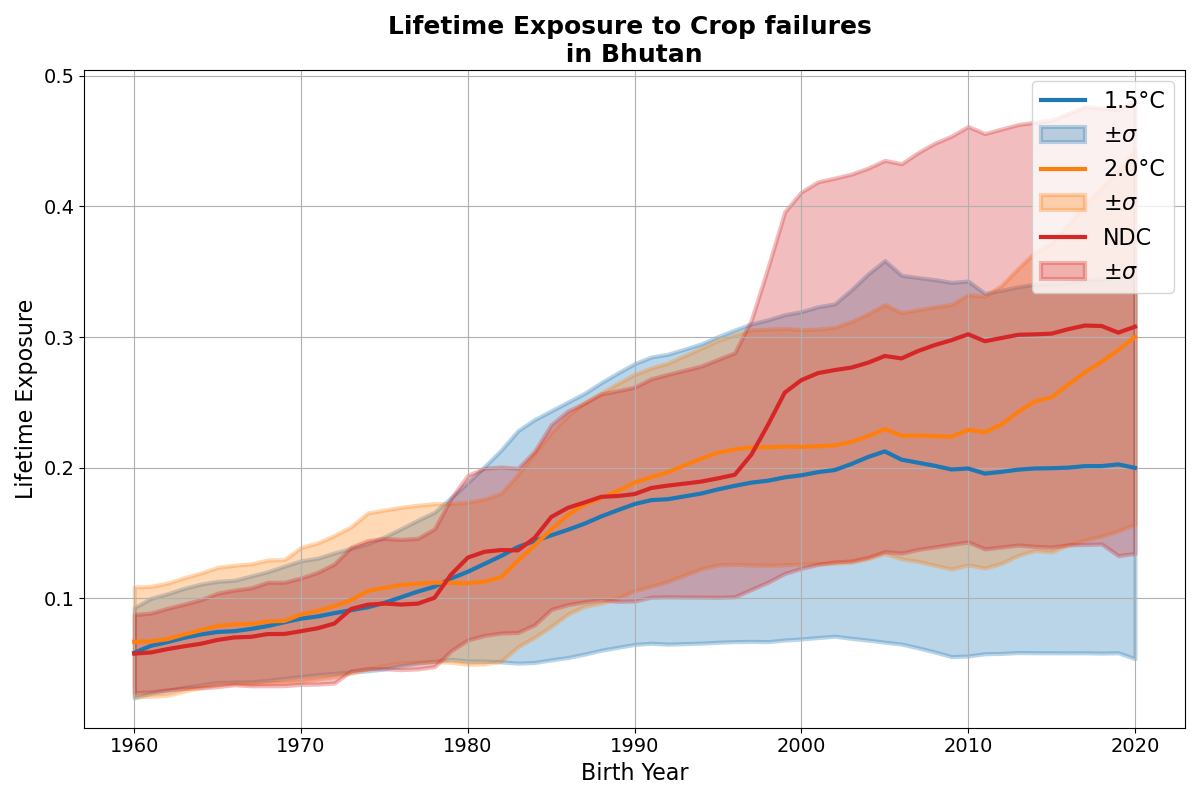 Lifetime Exposure to Crop failures
in Bhutan
0.5
0.4
0.3
0.2
0.1
Lifetime Exposure
1.5°C
±σ
2.0°C
±σ
NDC
±σ
1960 1970 1980 1990 2000 2010 2020
Birth Year